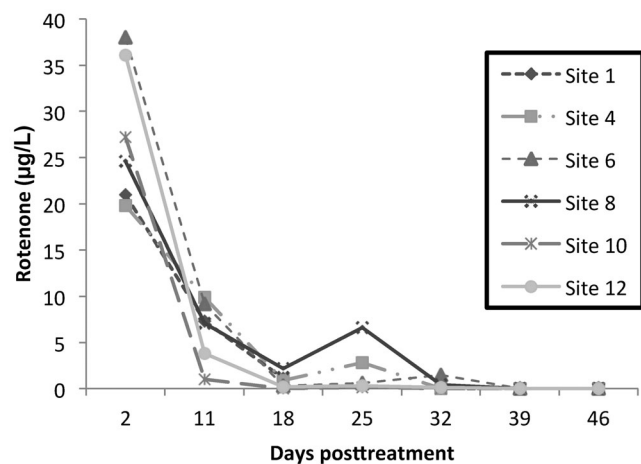 40
35
30
25
20
15
10
5
0
Rotenone (µg/L)
2 11 18 25 32 39 46
Days posttreatment
Site 1
Site 4
Site 6
Site 8
Site 10
Site 12